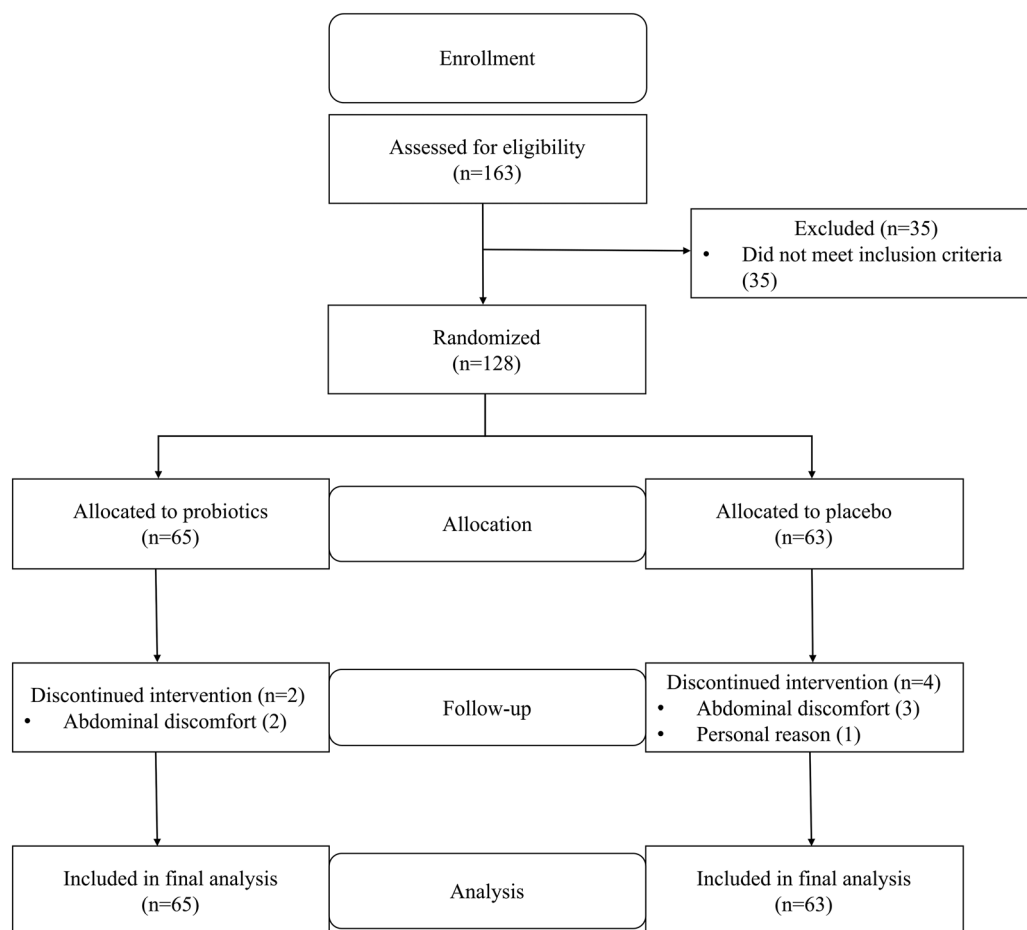 Enrollment
Assessed for eligibility
(n=163)
Excluded (n=35)
• Did not meet inclusion criteria
(35)
Randomized
(n=128)
Allocated to probiotics
(n=65)
Allocation
Allocated to placebo
(n=63)
Discontinued intervention (n=2)
• Abdominal discomfort (2)
Follow-up
Discontinued intervention (n=4)
• Abdominal discomfort (3)
• Personal reason (1)
Included in final analysis
(n=65)
Analysis
Included in final analysis
(n=63)